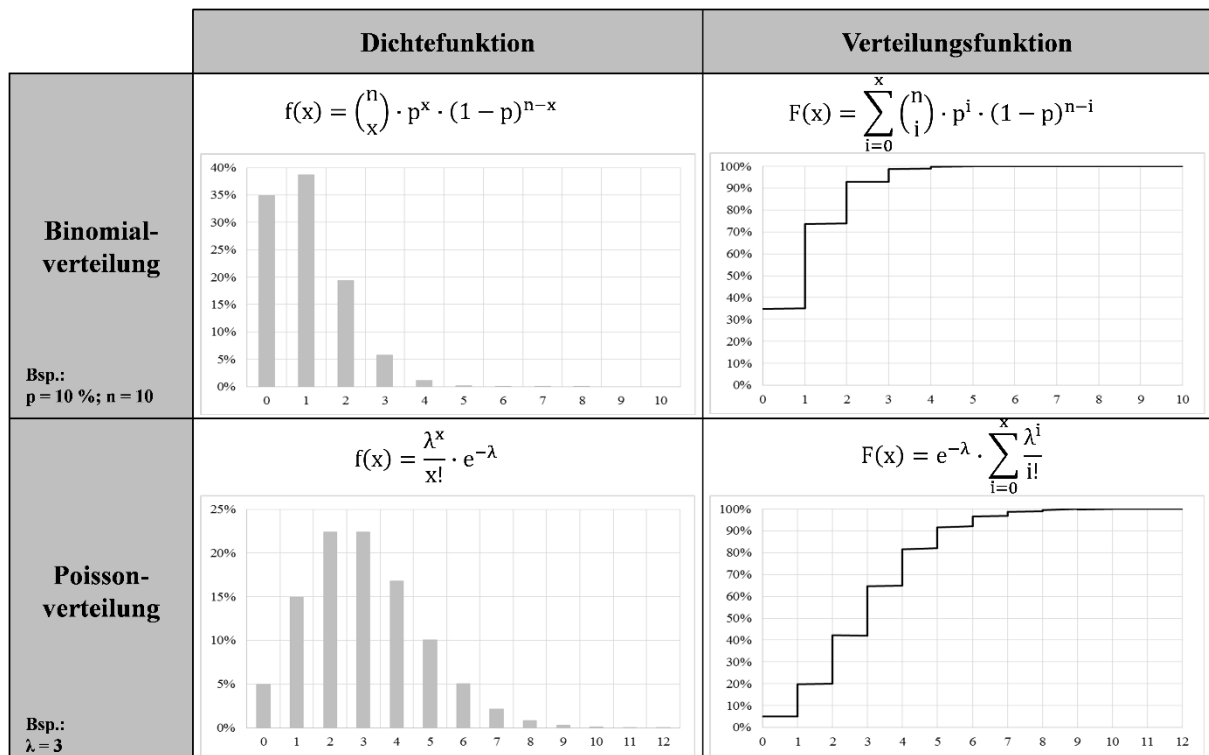 Dichtefunktion
Verteilungsfunktion
Binomial-
verteilung
Bsp.:
p = 10 %; n = 10
f(x) = (n x) · p^x · (1 − p)^{n−x}
40%
35%
30%
25%
20%
15%
10%
5%
0%
0 1 2 3 4 5 6 7 8 9 10
F(x) = ∑_{i=0}^{x} (n i) · p^i · (1 − p)^{n−i}
100%
90%
80%
70%
60%
50%
40%
30%
20%
10%
0%
0 1 2 3 4 5 6 7 8 9 10
Poisson-
verteilung
Bsp.:
λ = 3
f(x) = λ^x / x! · e^{−λ}
25%
20%
15%
10%
5%
0%
0 1 2 3 4 5 6 7 8 9 10 11 12
F(x) = e^{−λ} · ∑_{i=0}^{x} λ^i / i!
100%
90%
80%
70%
60%
50%
40%
30%
20%
10%
0%
0 1 2 3 4 5 6 7 8 9 10 11 12